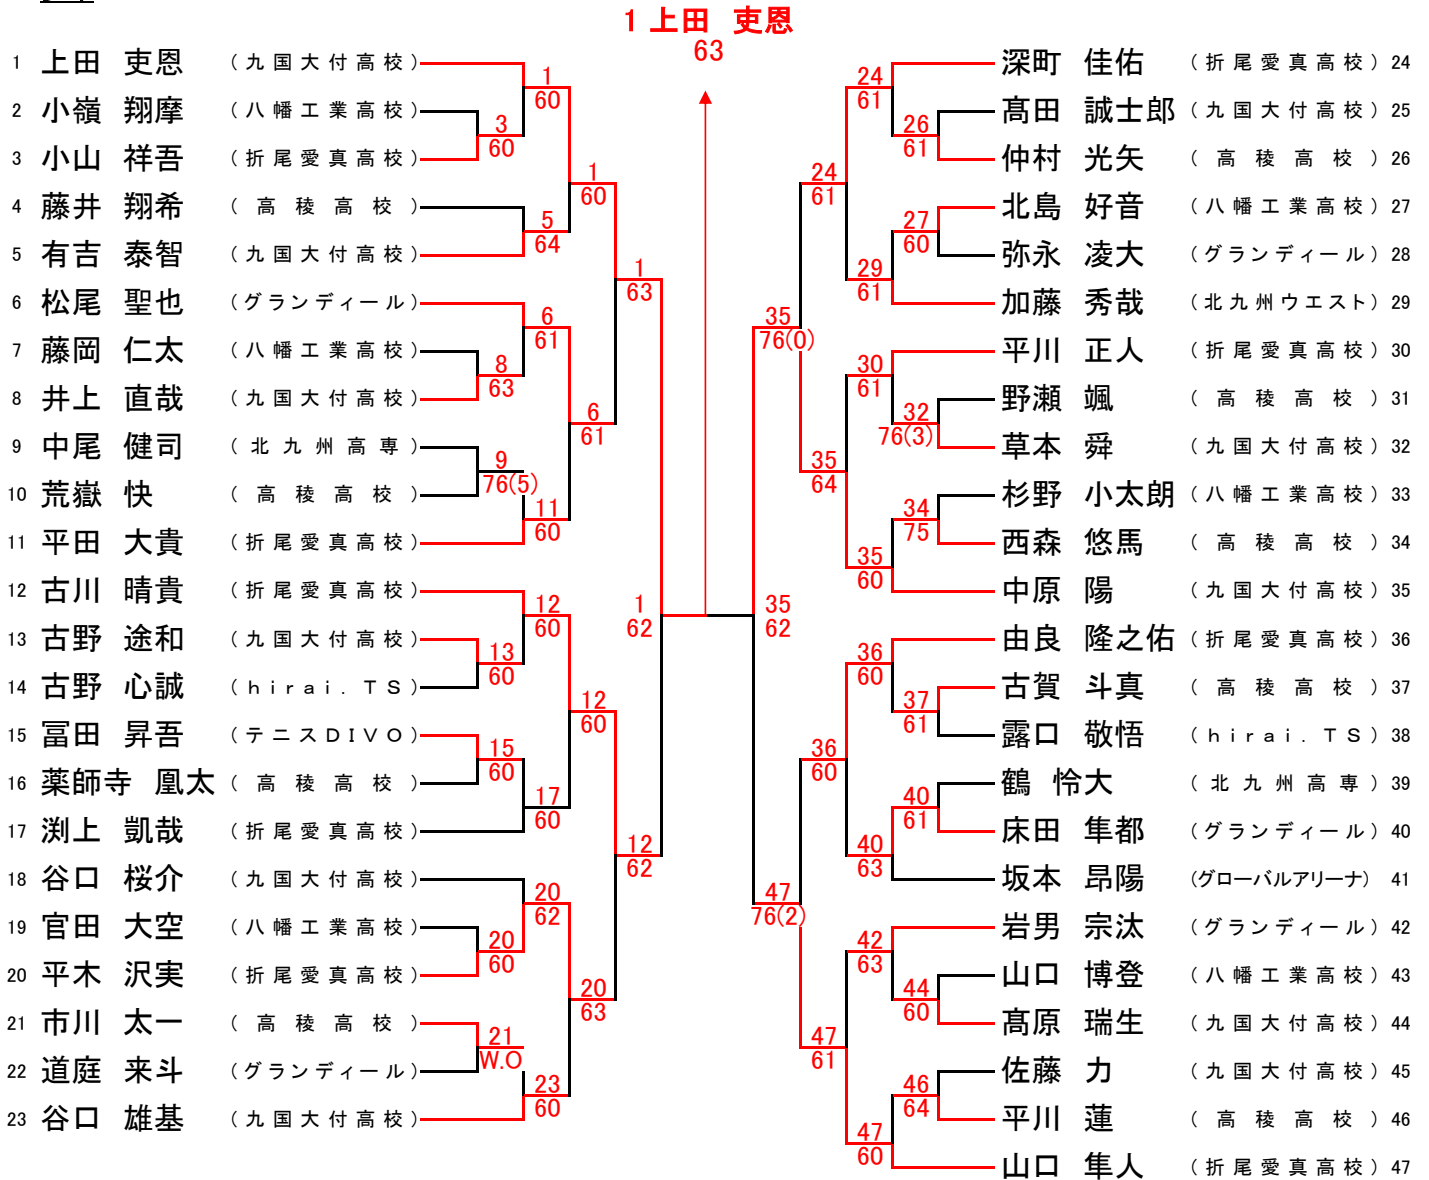 1 上田 吏恩
63
1 上田 吏恩 (九国大付高校)
2 小嶺 翔摩 (八幡工業高校)
3 小山 祥吾 (折尾愛真高校)
4 藤井 翔希 (高稜高校)
5 有吉 泰智 (九国大付高校)
6 松尾 聖也 (グランディール)
7 藤岡 仁太 (八幡工業高校)
8 井上 直哉 (九国大付高校)
9 中尾 健司 (北九州高専)
10 荒嶽 快 (高稜高校)
11 平田 大貴 (折尾愛真高校)
12 古川 晴貴 (折尾愛真高校)
13 古野 途和 (九国大付高校)
14 古野 心誠 (hirai.TS)
15 冨田 昇吾 (テニスDIVO)
16 薬師寺 凰太 (高稜高校)
17 渕上 凱哉 (折尾愛真高校)
18 谷口 桜介 (九国大付高校)
19 官田 大空 (八幡工業高校)
20 平木 沢実 (折尾愛真高校)
21 市川 太一 (高稜高校)
22 道庭 来斗 (グランディール)
23 谷口 雄基 (九国大付高校)
3
60
8
63
9
76(5)
13
60
15
60
20
60
21
W.O
1
60
5
64
6
61
11
60
12
60
17
60
20
62
23
60
1
60
6
61
12
60
20
63
1
63
12
62
1
62
35
62
35
76(0)
47
76(2)
24
61
35
64
36
60
47
61
24
61
29
61
30
61
35
60
36
60
40
63
42
63
47
60
26
61
27
60
32
76(3)
34
75
37
61
40
61
44
60
46
64
深町 佳佑 (折尾愛真高校) 24
髙田 誠士郎 (九国大付高校) 25
仲村 光矢 (高稜高校) 26
北島 好音 (八幡工業高校) 27
弥永 凌大 (グランディール) 28
加藤 秀哉 (北九州ウエスト) 29
平川 正人 (折尾愛真高校) 30
野瀬 颯 (高稜高校) 31
草本 舜 (九国大付高校) 32
杉野 小太朗 (八幡工業高校) 33
西森 悠馬 (高稜高校) 34
中原 陽 (九国大付高校) 35
由良 隆之佑 (折尾愛真高校) 36
古賀 斗真 (高稜高校) 37
露口 敬悟 (hirai.TS) 38
鶴 怜大 (北九州高専) 39
床田 隼都 (グランディール) 40
坂本 昂陽 (グローバルアリーナ) 41
岩男 宗汰 (グランディール) 42
山口 博登 (八幡工業高校) 43
髙原 瑞生 (九国大付高校) 44
佐藤 力 (九国大付高校) 45
平川 蓮 (高稜高校) 46
山口 隼人 (折尾愛真高校) 47